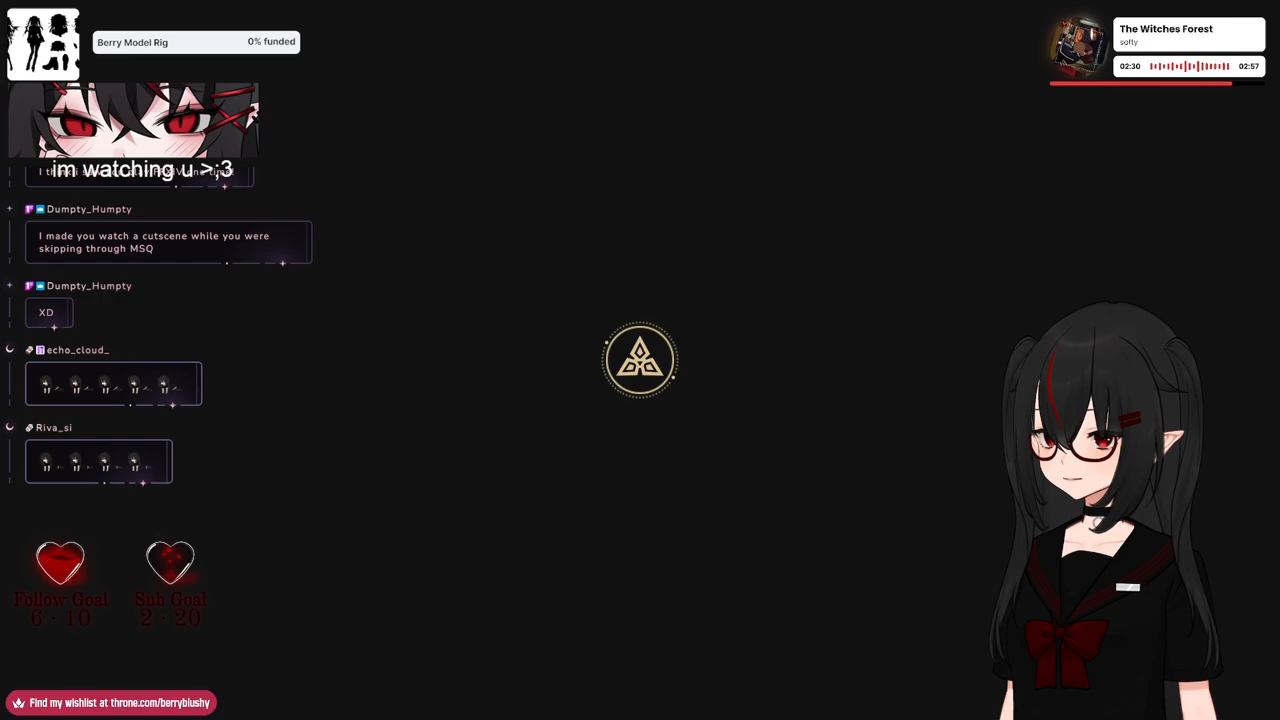 Berry Model Rig
0% funded
The Witches Forest
softy
02:30
02:57
im watching u >;3
Dumpty_Humpty
I made you watch a cutscene while you were
skipping through MSQ
Dumpty_Humpty
XD
echo_cloud_
Riva_si
Follow Goal
6 · 10
Sub Goal
2 · 20
Find my wishlist at throne.com/berryblushy